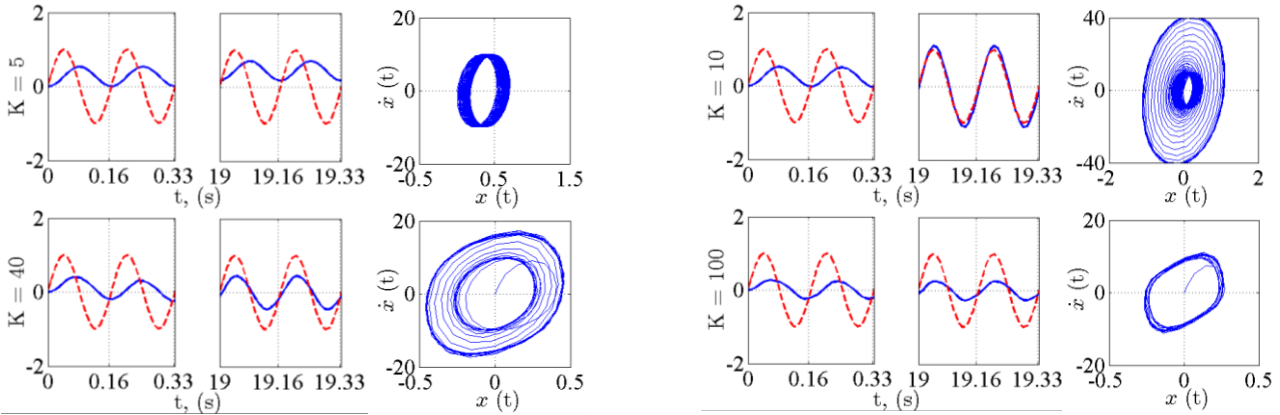 2
0
-2
K = 5
0 0.16 0.33
t, (s)
19 19.16 19.33
20
0
-20
ẋ (t)
-0.5 0.5 1.5
x (t)
2
0
-2
K = 10
0 0.16 0.33
t, (s)
19 19.16 19.33
40
0
-40
ẋ (t)
-2 0 2
x (t)
2
0
-2
K = 40
0 0.16 0.33
t, (s)
19 19.16 19.33
20
0
-20
ẋ (t)
-0.5 0 0.5
x (t)
2
0
-2
K = 100
0 0.16 0.33
t, (s)
19 19.16 19.33
20
0
-20
ẋ (t)
-0.5 0 0.5
x (t)